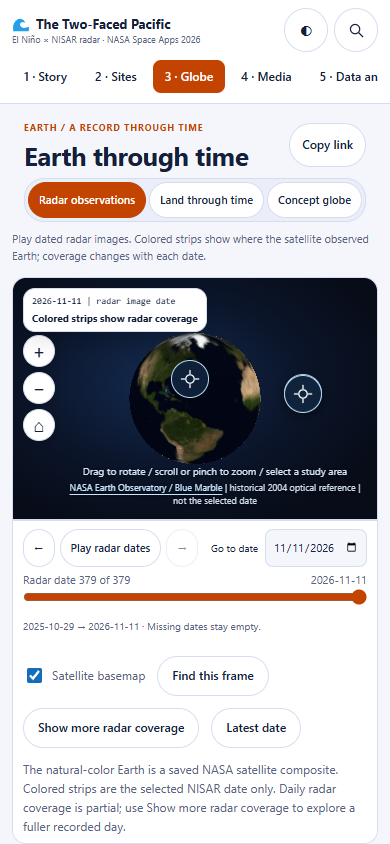 The Two-Faced Pacific
El Niño × NISAR radar · NASA Space Apps 2026
1 · Story
2 · Sites
3 · Globe
4 · Media
5 · Data an
EARTH / A RECORD THROUGH TIME
Earth through time
Copy link
Radar observations
Land through time
Concept globe
Play dated radar images. Colored strips show where the satellite observed
Earth; coverage changes with each date.
2026-11-11 | radar image date
Colored strips show radar coverage
+
−
⌂
Drag to rotate / scroll or pinch to zoom / select a study area
NASA Earth Observatory / Blue Marble | historical 2004 optical reference |
not the selected date
←
Play radar dates
→
Go to date
11/11/2026
Radar date 379 of 379
2026-11-11
2025-10-29 → 2026-11-11 · Missing dates stay empty.
Satellite basemap
Find this frame
Show more radar coverage
Latest date
The natural-color Earth is a saved NASA satellite composite.
Colored strips are the selected NISAR date only. Daily radar
coverage is partial; use Show more radar coverage to explore a
fuller recorded day.